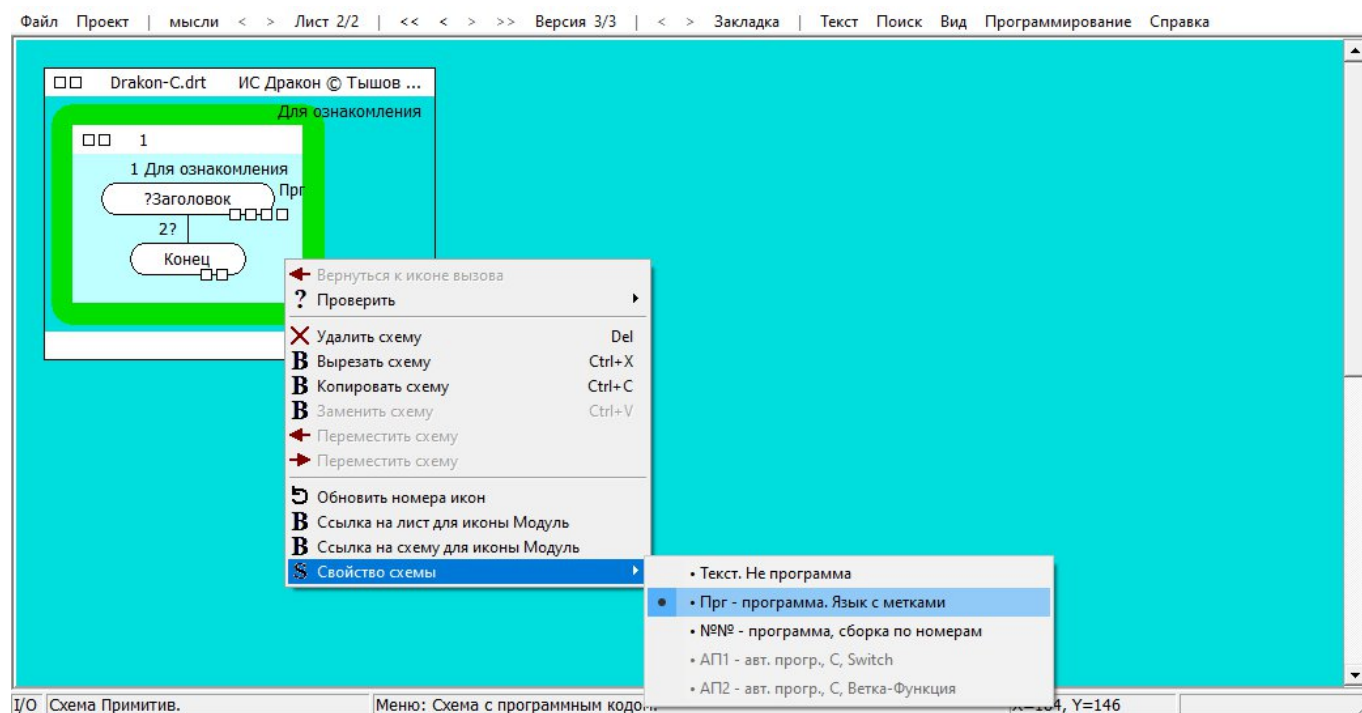 Файл Проект | мысли < > Лист 2/2 | << < > >> Версия 3/3 | < > Закладка | Текст Поиск Вид Программирование Справка
Drakon-C.drt ИС Дракон © Тышов ...
Для ознакомления
1
1 Для ознакомления
?Заголовок Прг
2?
Конец
Вернуться к иконе вызова
? Проверить
Удалить схему Del
В Вырезать схему Ctrl+X
В Копировать схему Ctrl+C
В Заменить схему Ctrl+V
Переместить схему
Переместить схему
Обновить номера икон
В Ссылка на лист для иконы Модуль
В Ссылка на схему для иконы Модуль
S Свойство схемы
• Текст. Не программа
• Прг - программа. Язык с метками
• №№ - программа, сборка по номерам
• АП1 - авт. прогр., С, Switch
• АП2 - авт. прогр., С, Ветка-Функция
I/O Схема Примитив. Меню: Схема с программным кодом. Y=146